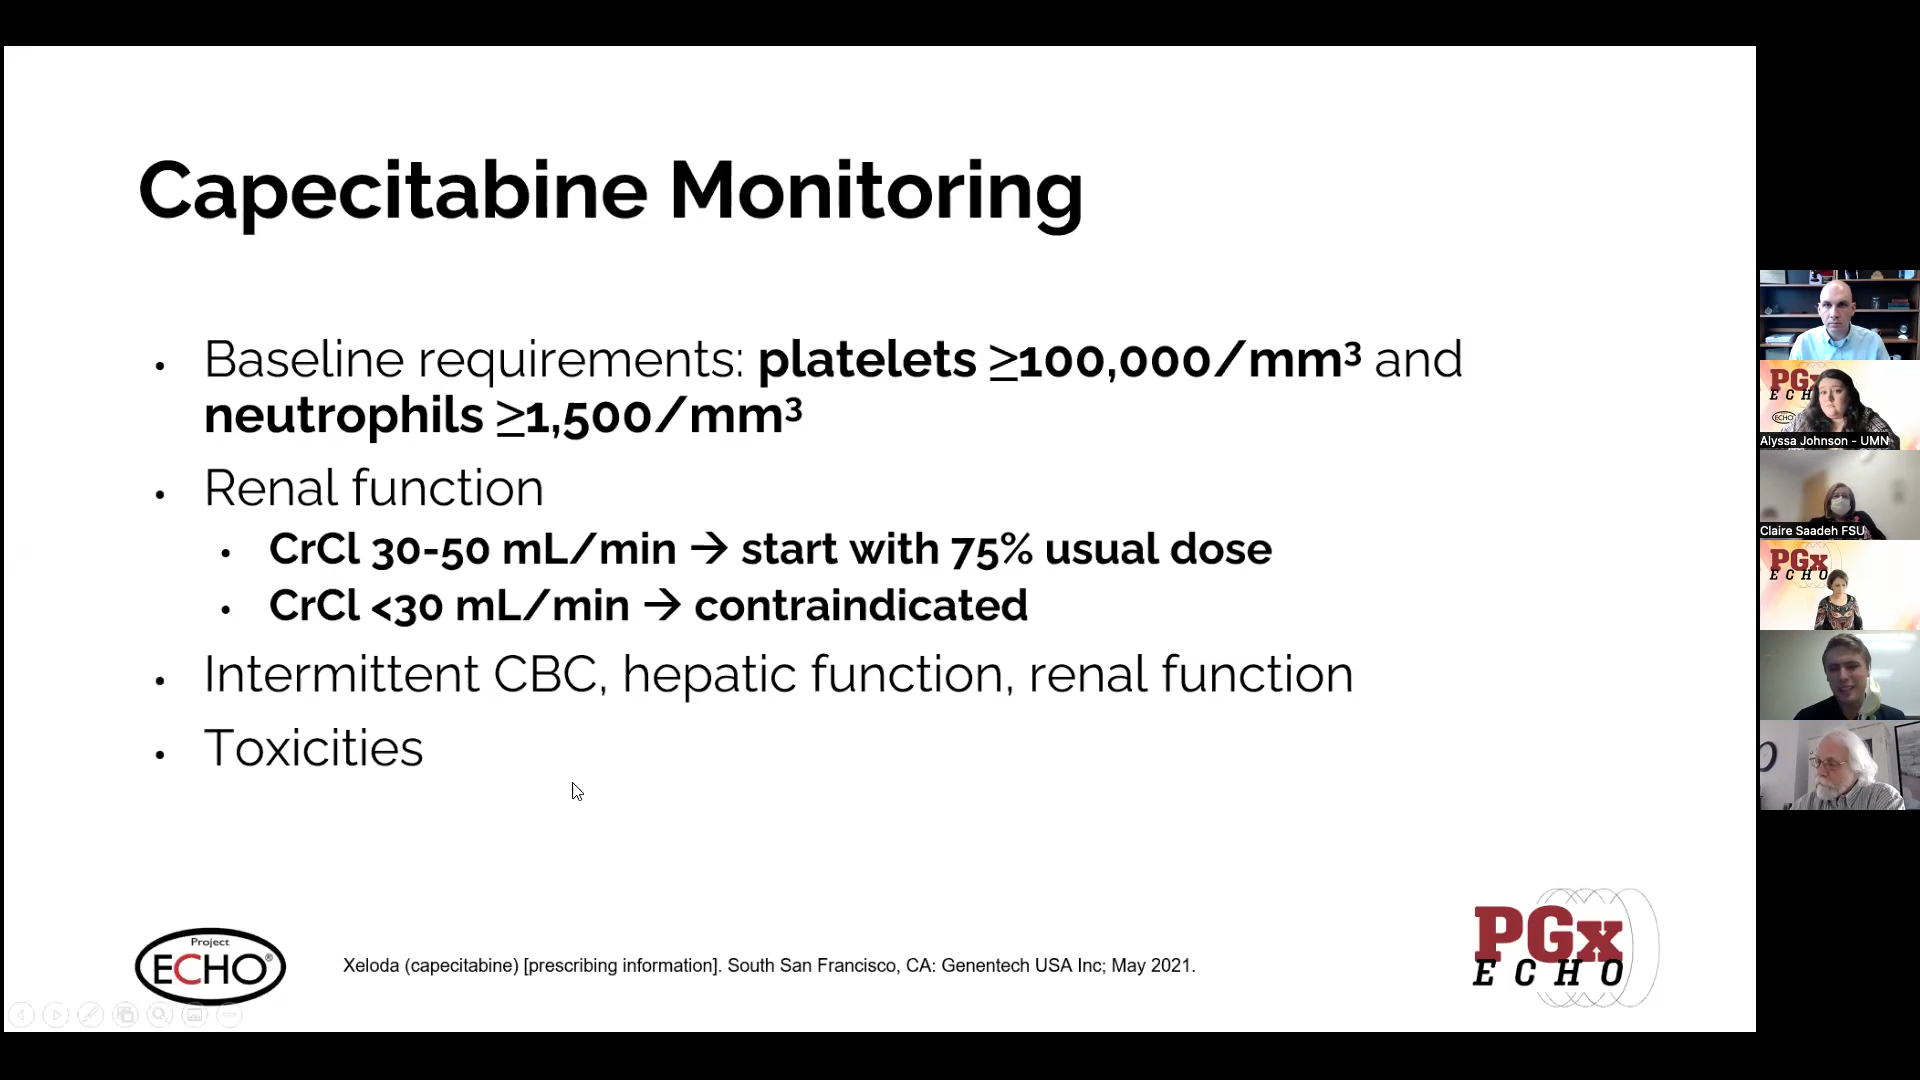 Capecitabine Monitoring
• Baseline requirements: platelets ≥100,000/mm³ and
neutrophils ≥1,500/mm³
• Renal function
• CrCl 30-50 mL/min → start with 75% usual dose
• CrCl <30 mL/min → contraindicated
• Intermittent CBC, hepatic function, renal function
• Toxicities
Project
ECHO®
Xeloda (capecitabine) [prescribing information]. South San Francisco, CA: Genentech USA Inc; May 2021.
PGx
ECHO
PGx
ECH
ECHO
Alyssa Johnson - UMN
Claire Saadeh FSU
PGx
ECHO